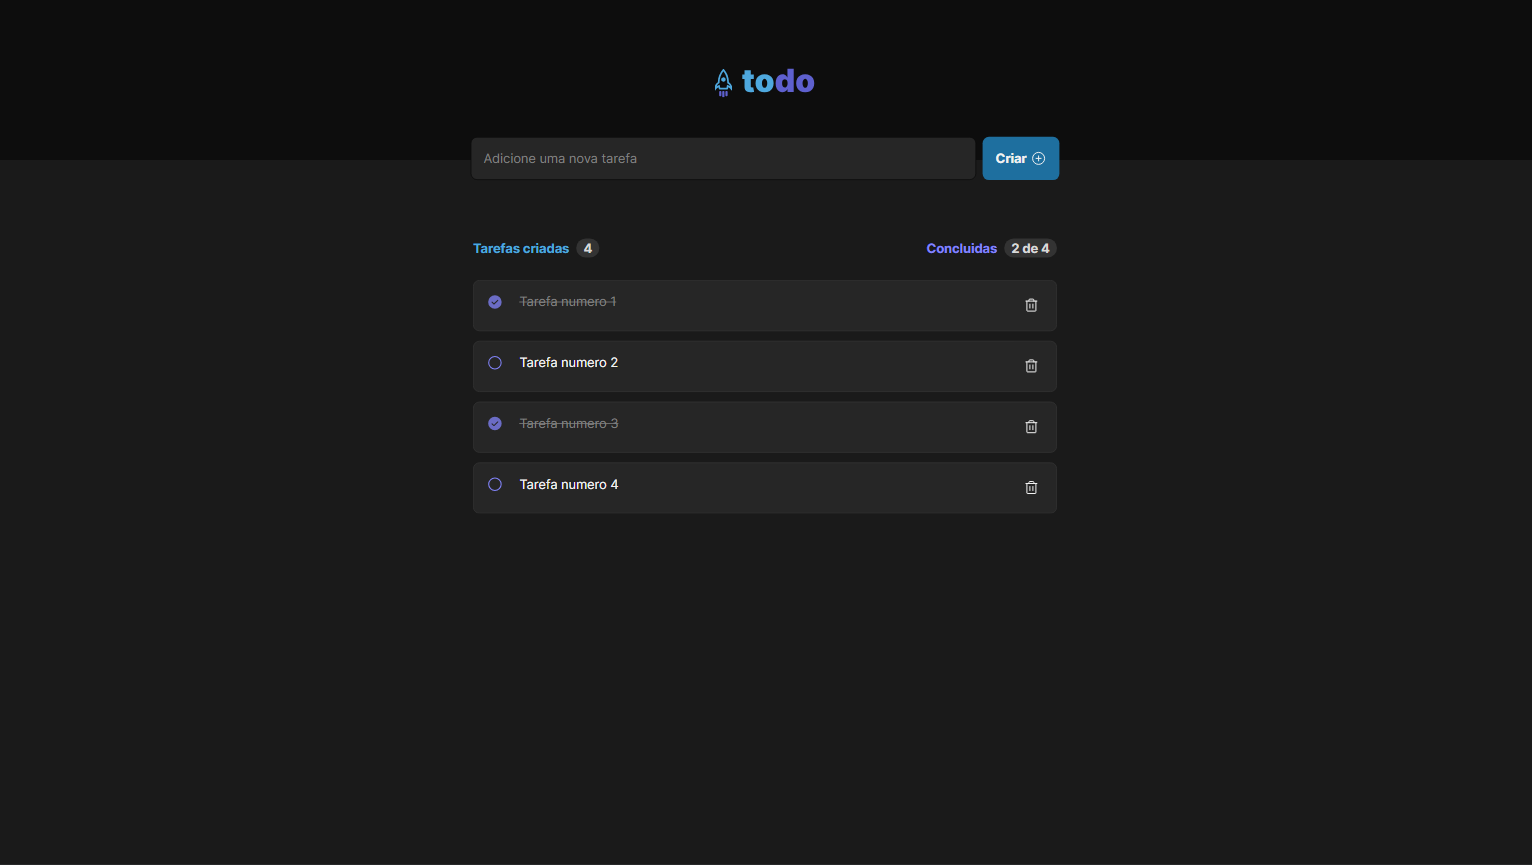 todo
Adicione uma nova tarefa
Criar
Tarefas criadas 4
Concluidas 2 de 4
Tarefa numero 1
Tarefa numero 2
Tarefa numero 3
Tarefa numero 4